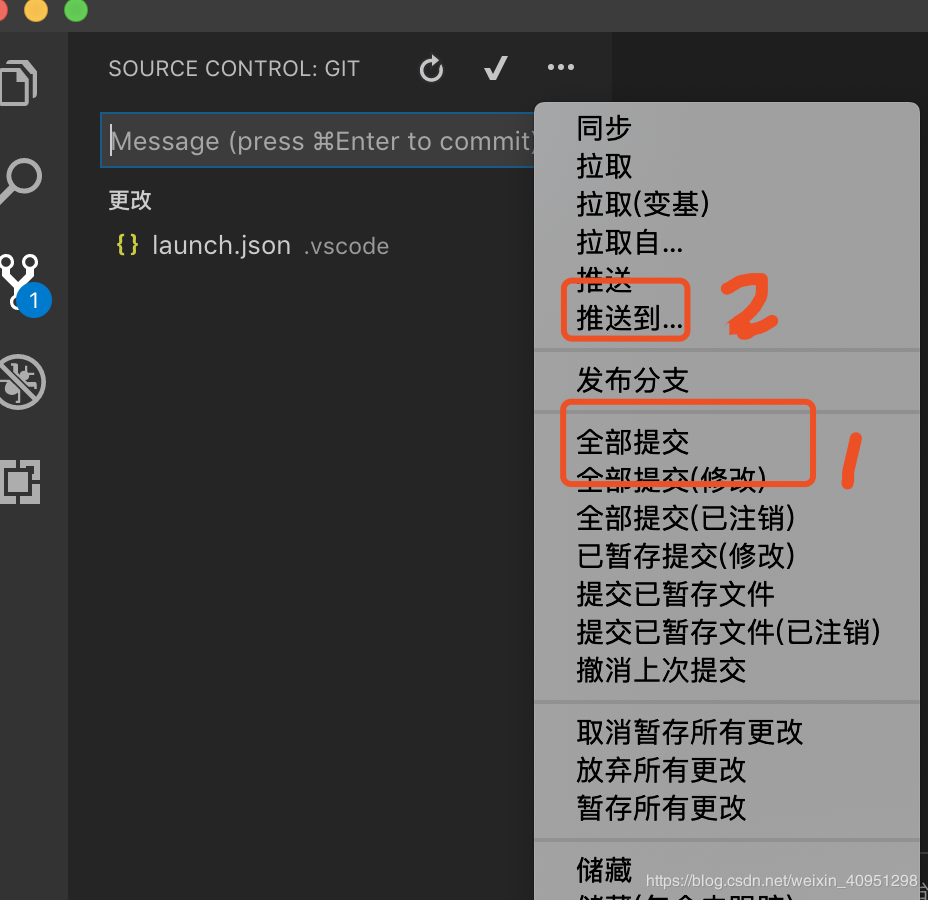 SOURCE CONTROL: GIT
Message (press ⌘Enter to commit)
更改
{} launch.json .vscode
1
同步
拉取
拉取(变基)
拉取自...
推送
推送到...
2
发布分支
全部提交
1
全部提交(修改)
全部提交(已注销)
已暂存提交(修改)
提交已暂存文件
提交已暂存文件(已注销)
撤消上次提交
取消暂存所有更改
放弃所有更改
暂存所有更改
储藏
https://blog.csdn.net/weixin_40951298